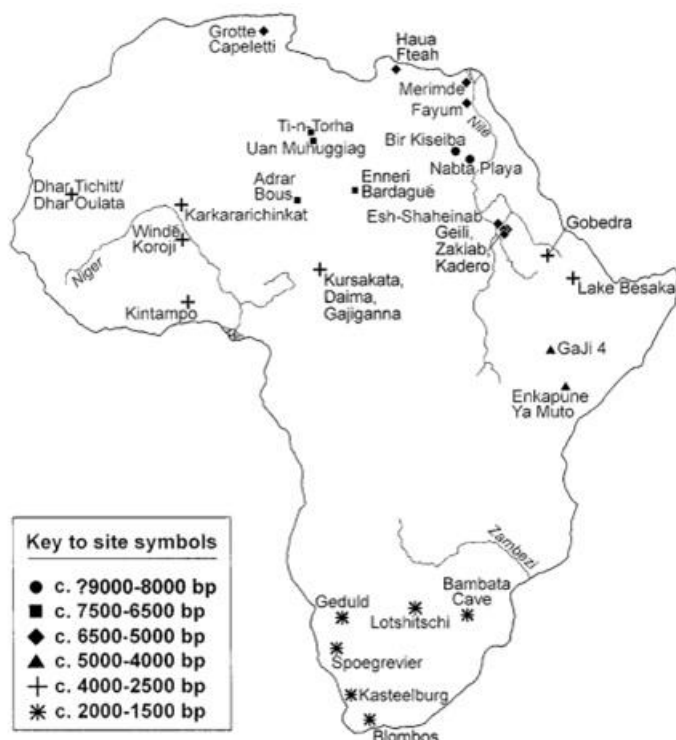 Grotte
Capeletti
Haua
Fteah
Merimde
Fayum
Nile
Ti-n-Torha
Uan Muhuggiag
Bir Kiseiba
Nabta Playa
Adrar
Bous
Enneri
Bardaguë
Dhar Tichitt/
Dhar Oulata
Karkararichinkat
Esh-Shaheinab
Geili,
Zakiab,
Kadero
Gobedra
Windé
Koroji
Niger
Kursakata,
Daima,
Gajiganna
Lake Besaka
Kintampo
GaJi 4
Enkapune
Ya Muto
Zambezi
Key to site symbols
c. ?9000-8000 bp
c. 7500-6500 bp
c. 6500-5000 bp
c. 5000-4000 bp
c. 4000-2500 bp
c. 2000-1500 bp
Geduld
Lotshitschi
Bambata
Cave
Spoegrevier
Kasteelburg
Blombos